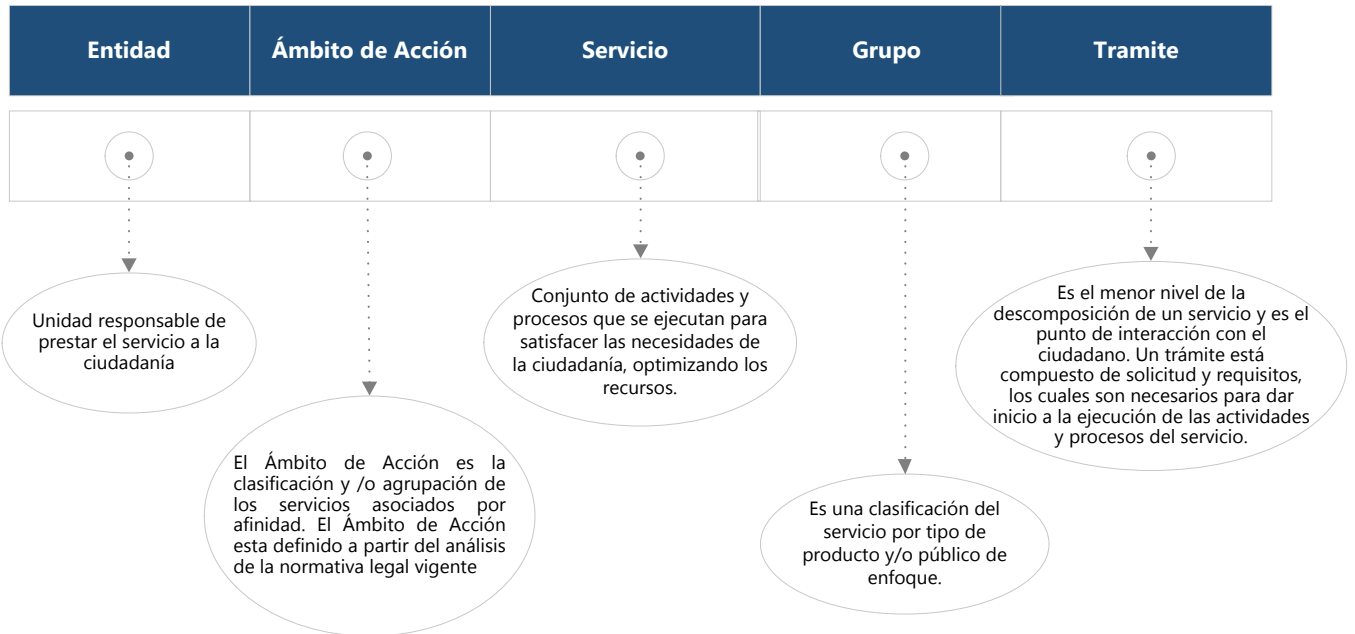 Entidad
Ámbito de Acción
Servicio
Grupo
Tramite
Unidad responsable de
prestar el servicio a la
ciudadanía
El Ámbito de Acción es la
clasificación y /o agrupación de
los servicios asociados por
afinidad. El Ámbito de Acción
esta definido a partir del análisis
de la normativa legal vigente
Conjunto de actividades y
procesos que se ejecutan para
satisfacer las necesidades de
la ciudadanía, optimizando los
recursos.
Es una clasificación del
servicio por tipo de
producto y/o público de
enfoque.
Es el menor nivel de la
descomposición de un servicio y es el
punto de interacción con el
ciudadano. Un trámite está
compuesto de solicitud y requisitos,
los cuales son necesarios para dar
inicio a la ejecución de las actividades
y procesos del servicio.